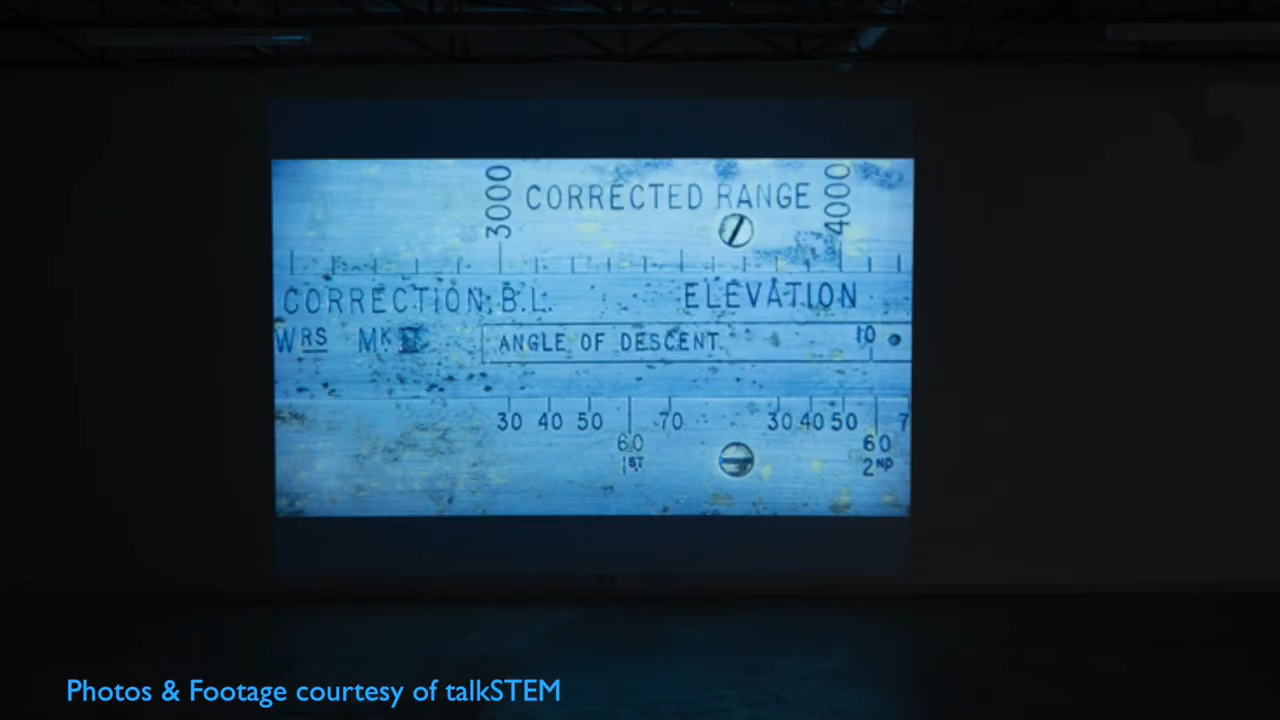 3000 CORRECTED RANGE 4000
CORRECTION, B.L. ELEVATION
WRS MK II ANGLE OF DESCENT 10
30 40 50 70 30 40 50 7
60 60
1ST 2ND
Photos & Footage courtesy of talkSTEM